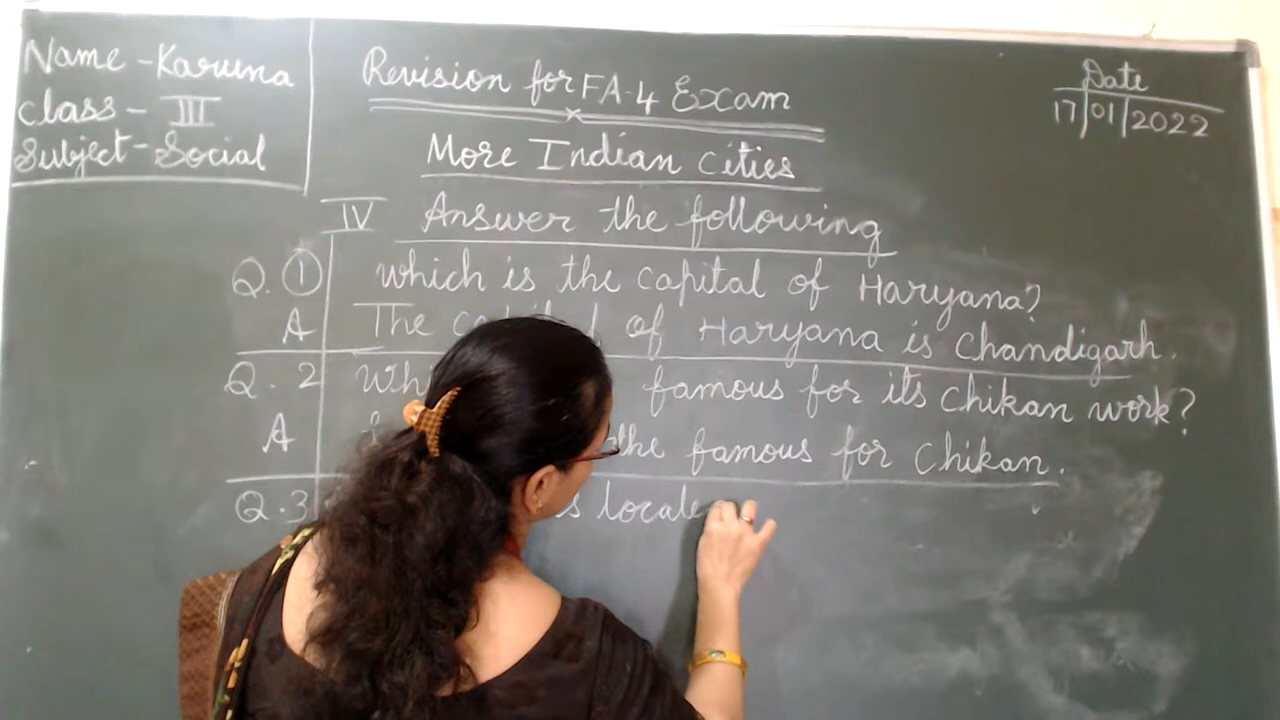 Name - Karuna
Class - III
Subject - Social
Revision for FA-4 Exam
Date
17/01/2022
More Indian Cities
IV Answer the following
Q. 1 Which is the capital of Haryana?
A The of Haryana is Chandigarh.
Q. 2 famous for its Chikan work?
A the famous for Chikan.
Q. 3 locale